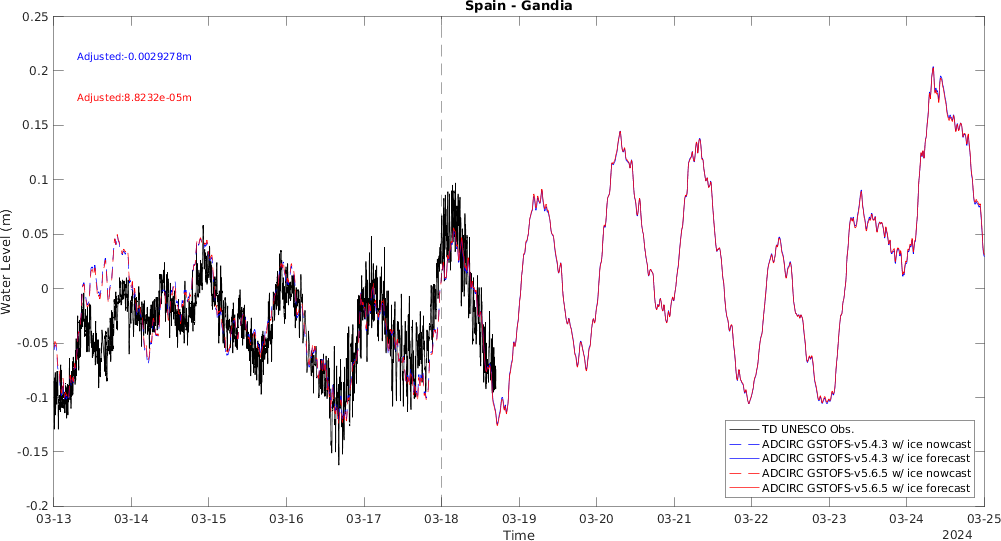 Spain - Gandia
Adjusted:-0.0029278m
Adjusted:8.8232e-05m
Water Level (m)
0.25
0.2
0.15
0.1
0.05
0
-0.05
-0.1
-0.15
-0.2
TD UNESCO Obs.
ADCIRC GSTOFS-v5.4.3 w/ ice nowcast
ADCIRC GSTOFS-v5.4.3 w/ ice forecast
ADCIRC GSTOFS-v5.6.5 w/ ice nowcast
ADCIRC GSTOFS-v5.6.5 w/ ice forecast
03-13 03-14 03-15 03-16 03-17 03-18 03-19 03-20 03-21 03-22 03-23 03-24 03-25
Time
2024